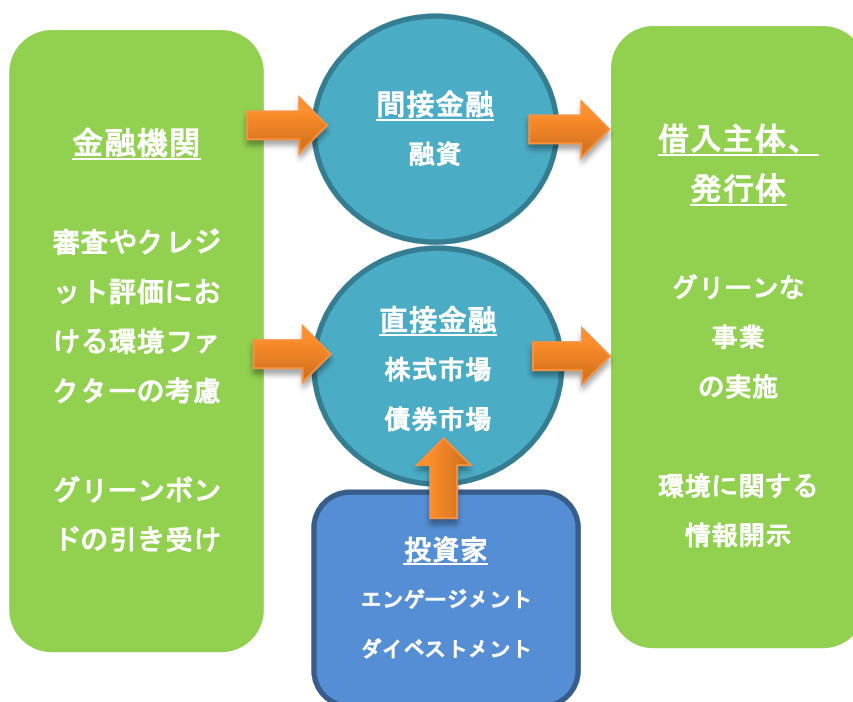 金融機関
審査やクレジ
ット評価にお
ける環境ファ
クターの考慮
グリーンボン
ドの引き受け
間接金融
融資
直接金融
株式市場
債券市場
投資家
エンゲージメント
ダイベストメント
借入主体、
発行体
グリーンな
事業
の実施
環境に関する
情報開示